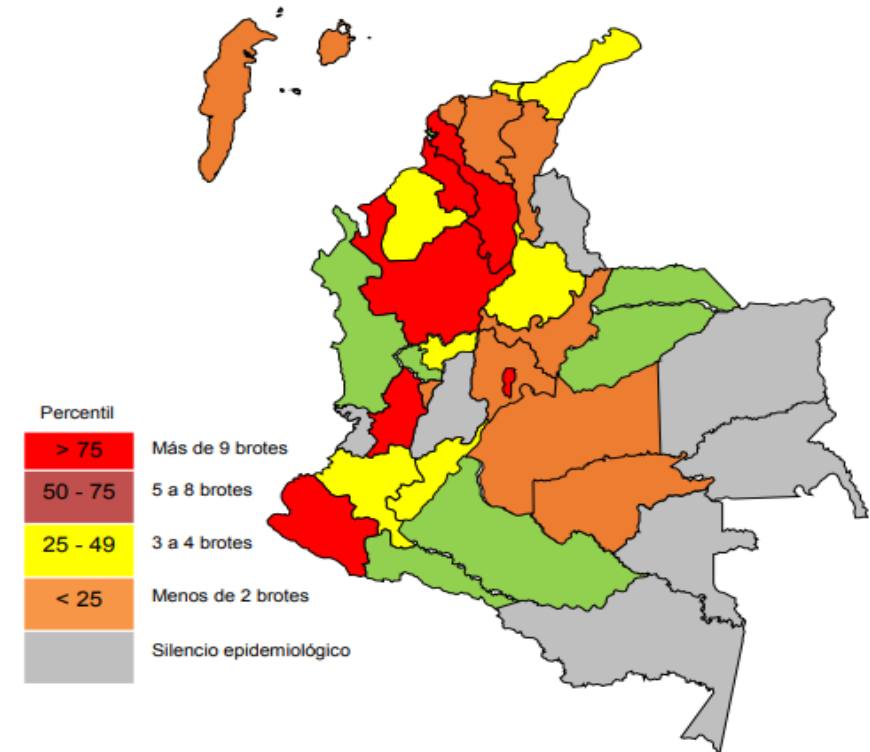 Percentil
> 75 Más de 9 brotes
50 - 75 5 a 8 brotes
25 - 49 3 a 4 brotes
< 25 Menos de 2 brotes
Silencio epidemiológico